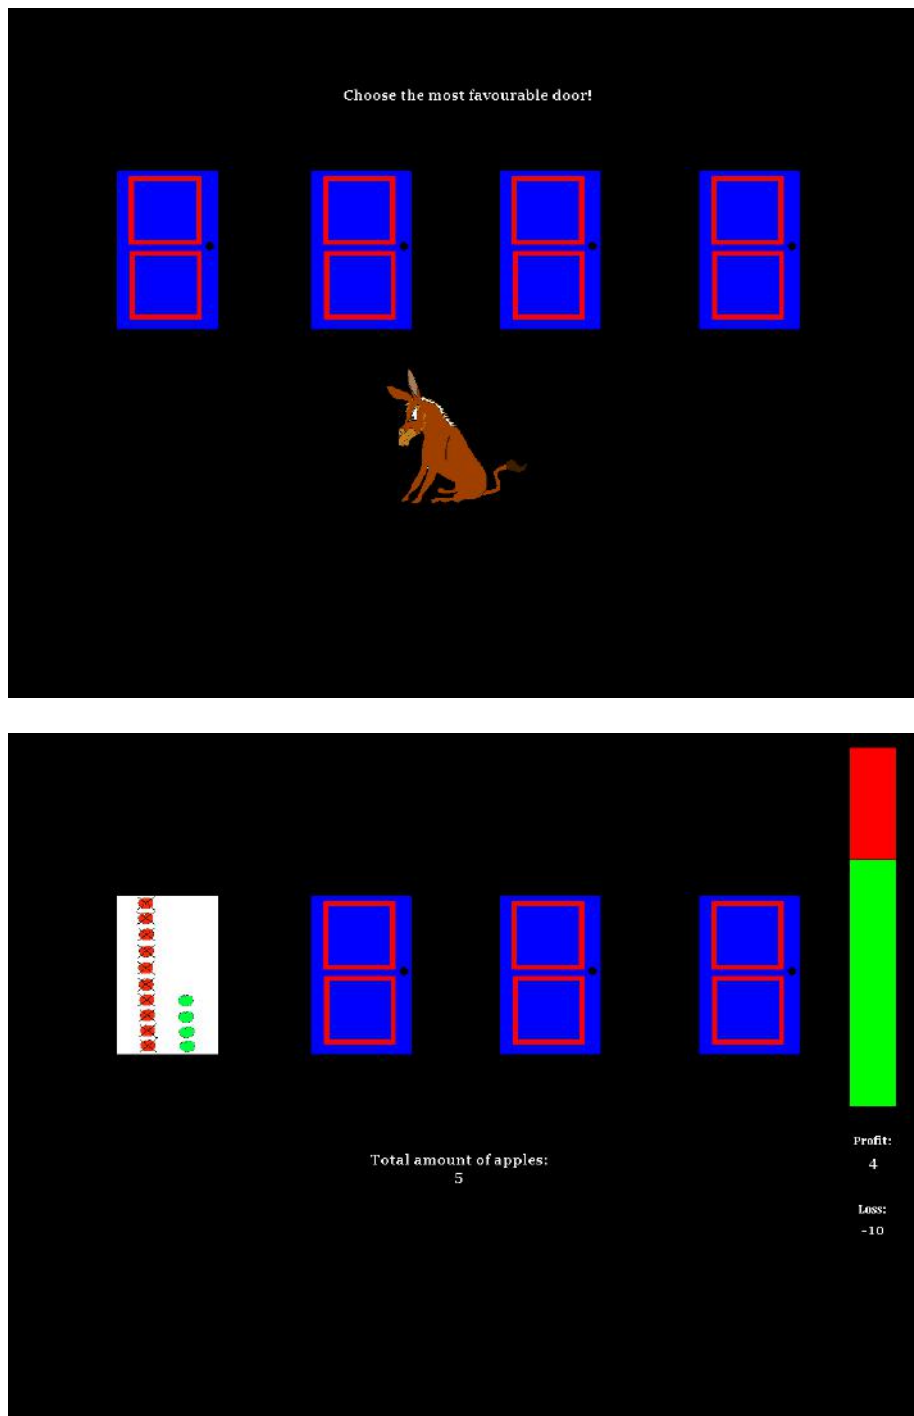 Choose the most favourable door!
Total amount of apples:
5
Profit:
4
Loss:
-10